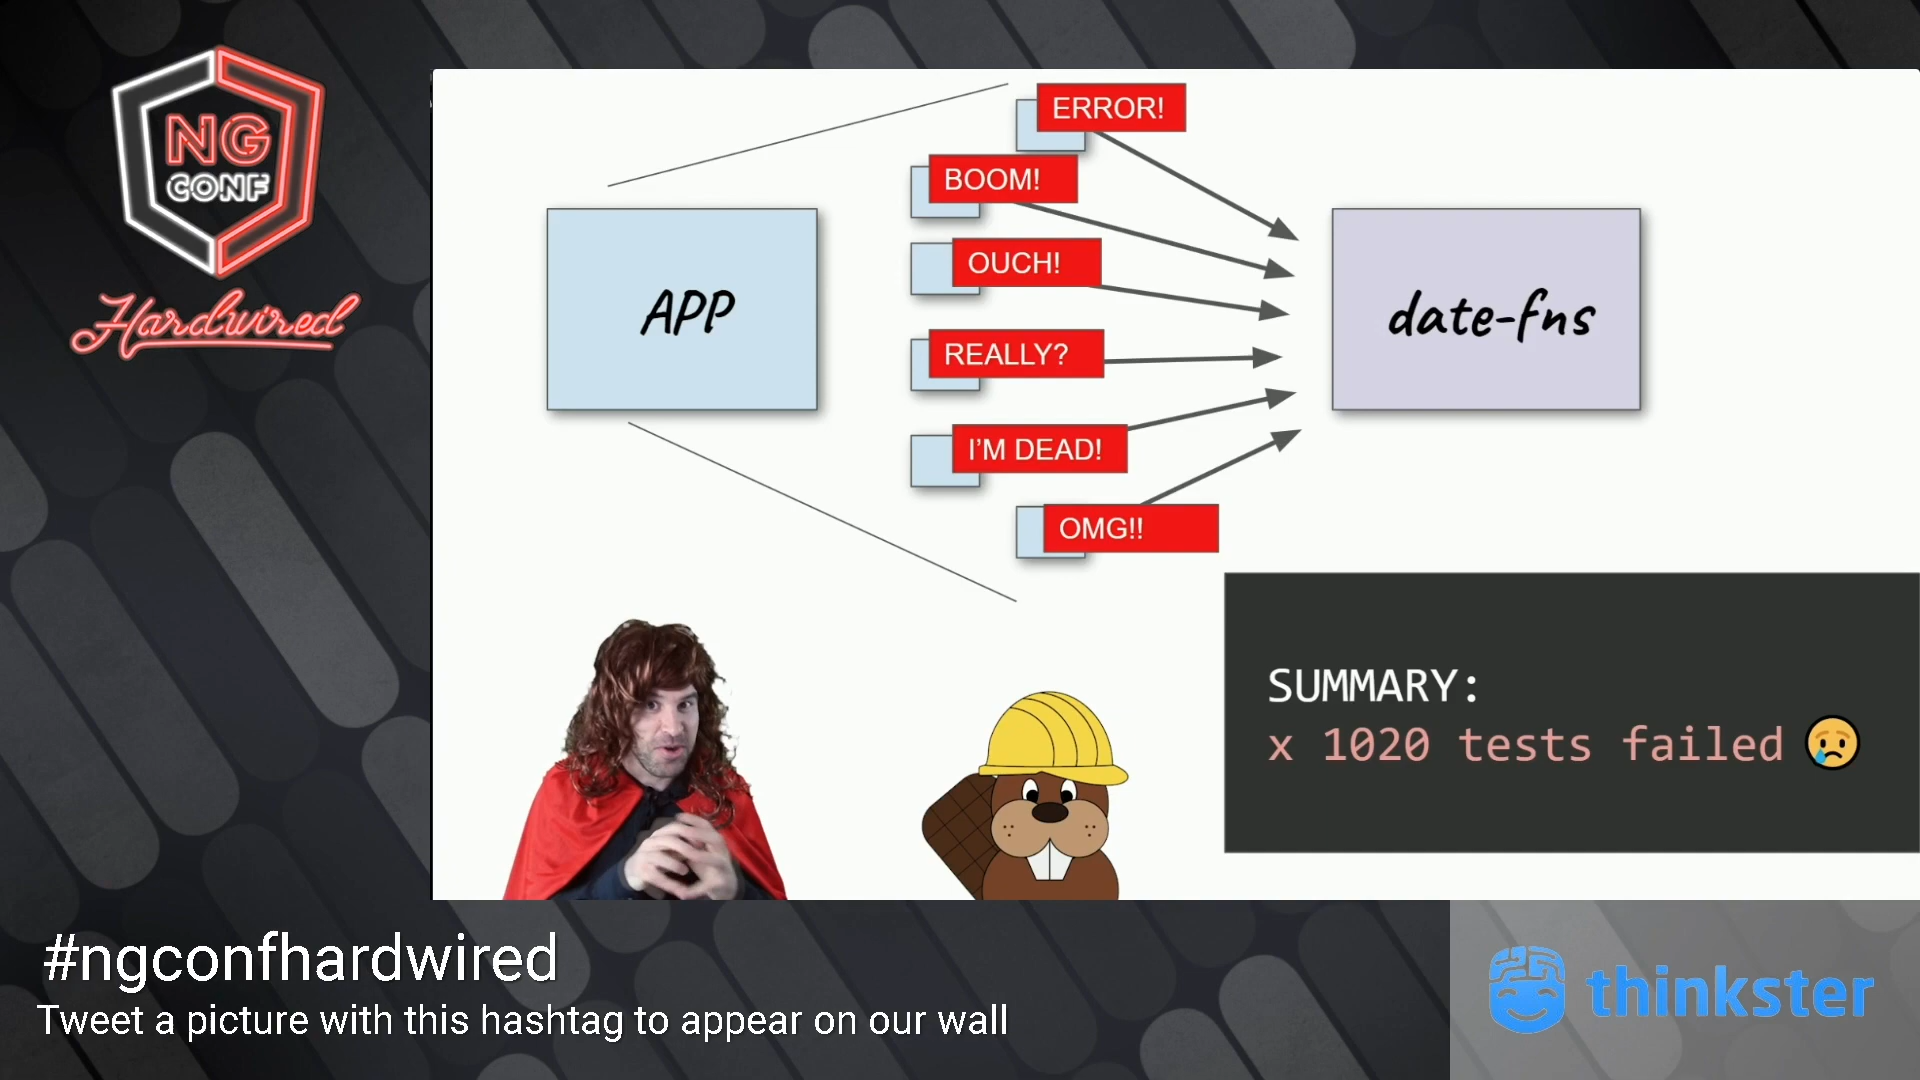 NG
CONF
Hardwired
ERROR!
BOOM!
OUCH!
REALLY?
I'M DEAD!
OMG!!
APP
date-fns
SUMMARY:
x 1020 tests failed 😢
#ngconfhardwired
Tweet a picture with this hashtag to appear on our wall
thinkster